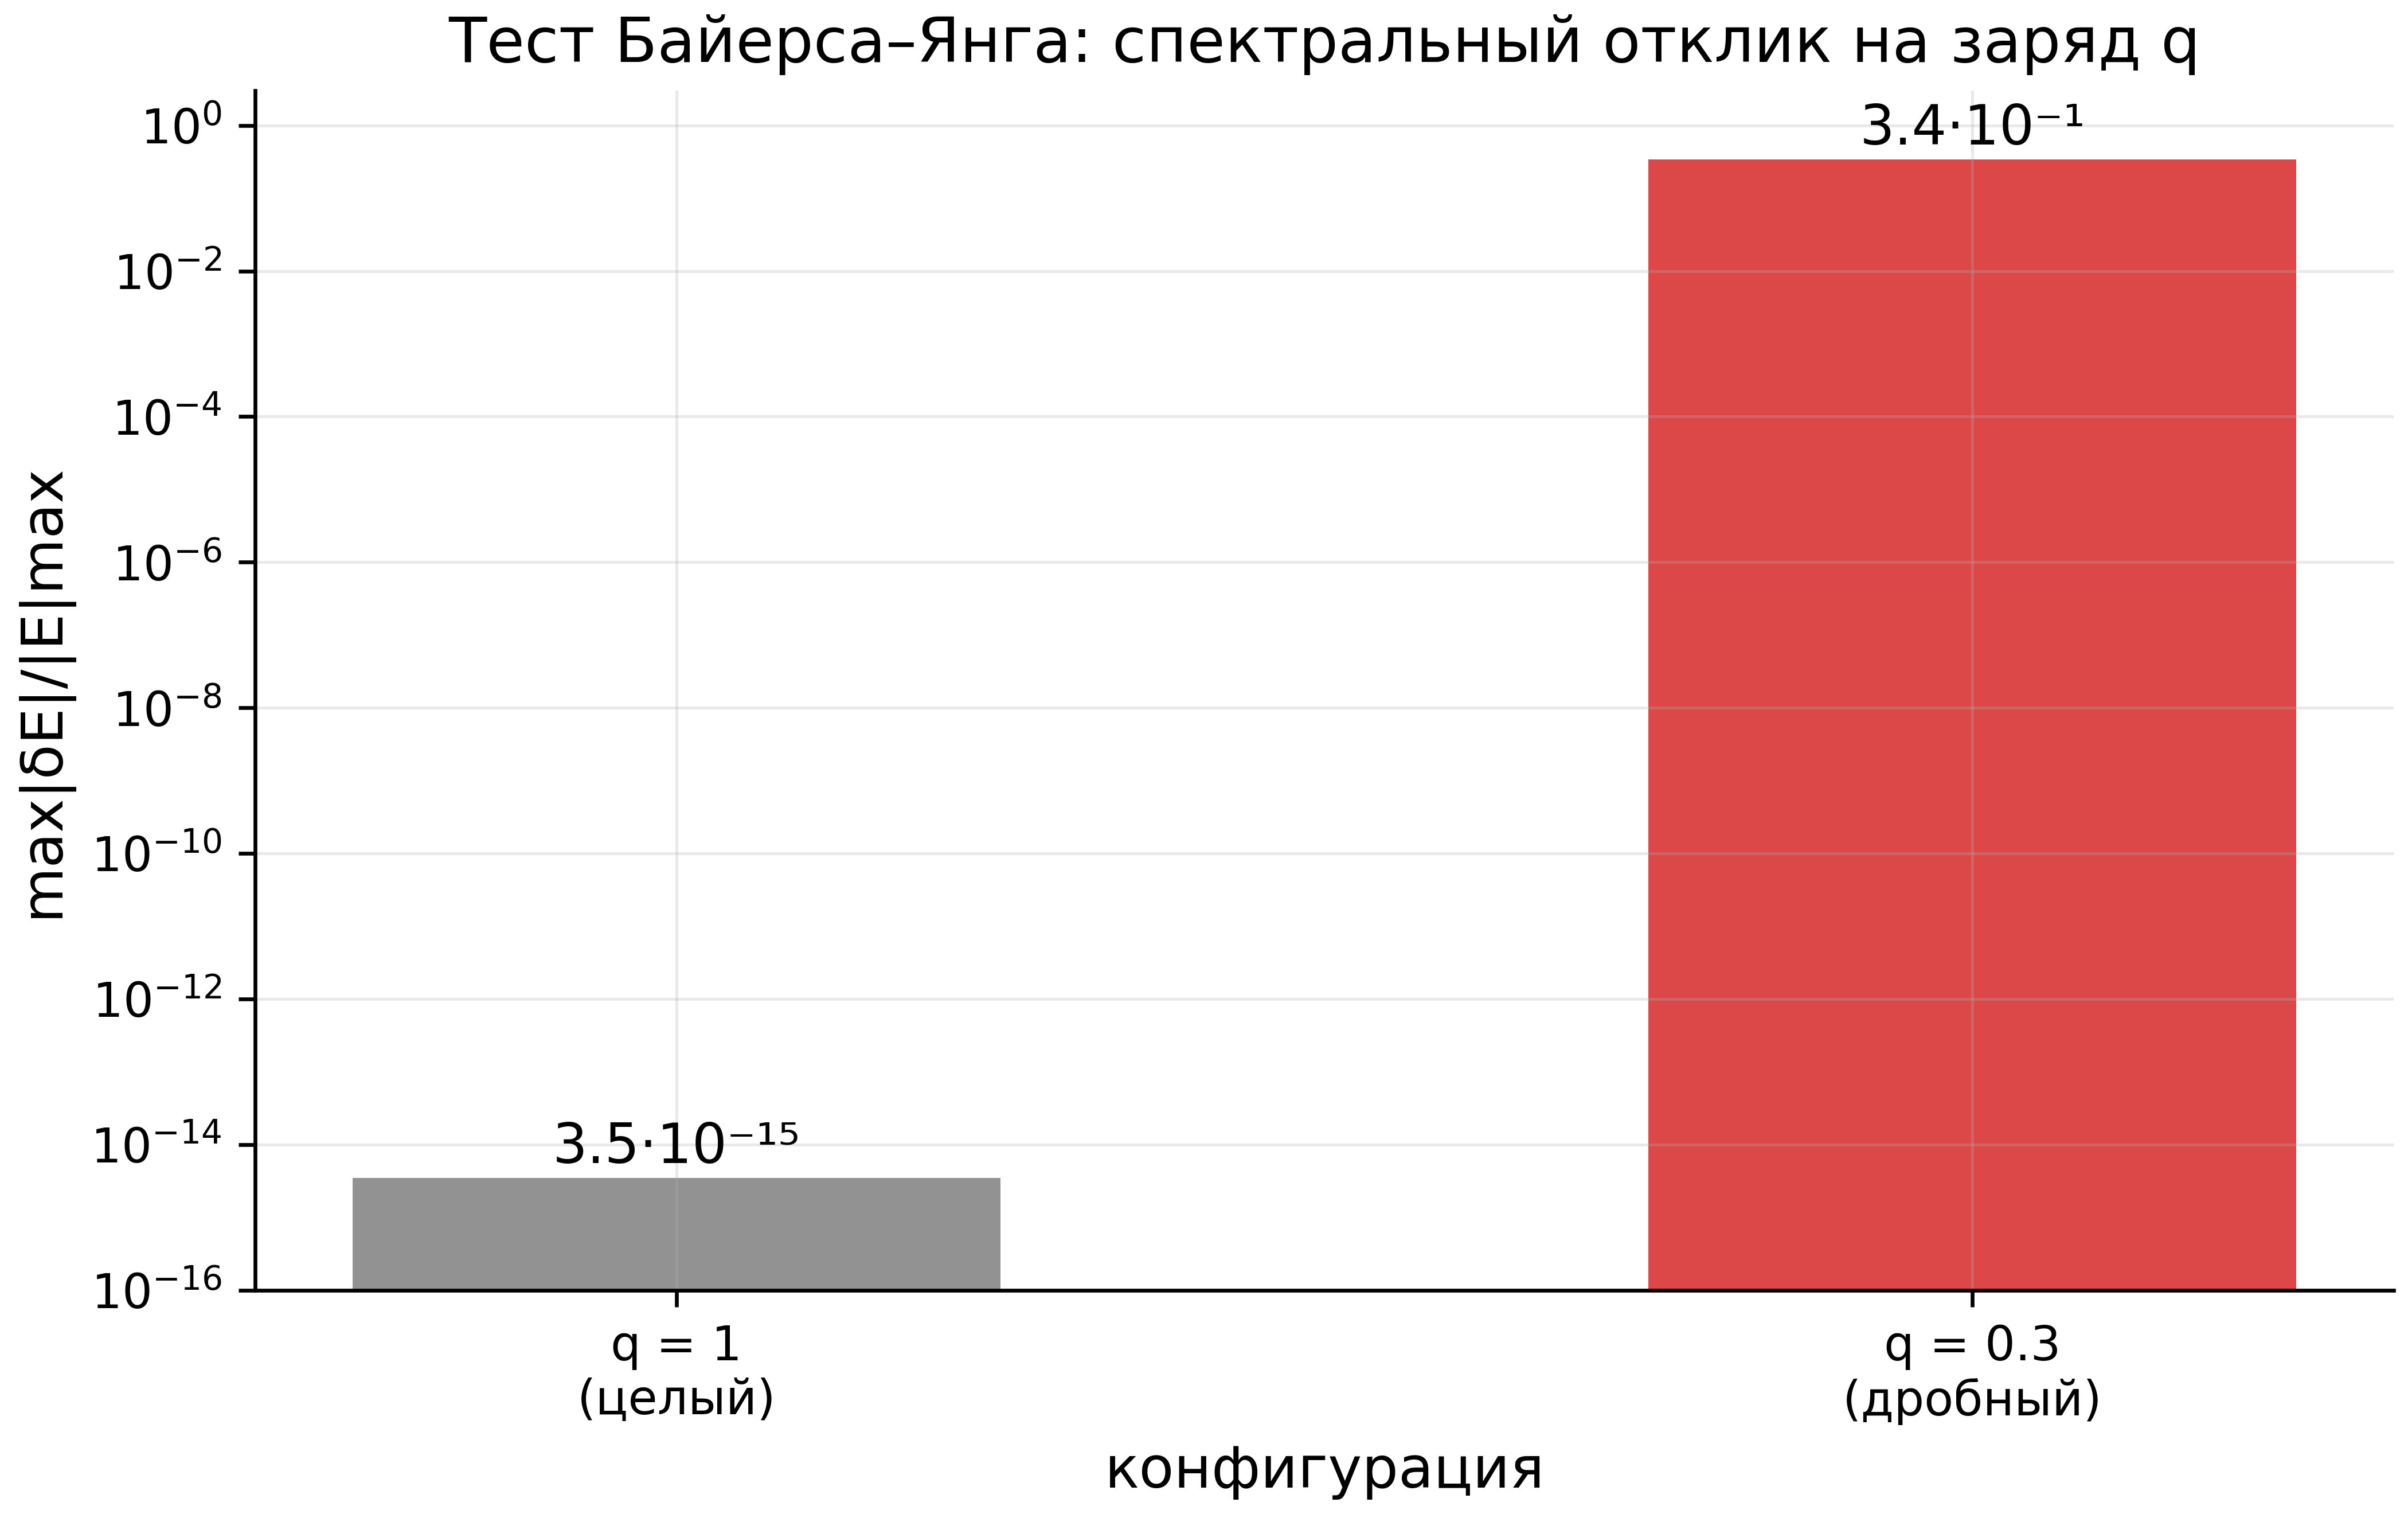 Тест Байерса–Янга: спектральный отклик на заряд q
max|δE|/|E|max
10⁰
10⁻²
10⁻⁴
10⁻⁶
10⁻⁸
10⁻¹⁰
10⁻¹²
10⁻¹⁴
10⁻¹⁶
3.5·10⁻¹⁵
3.4·10⁻¹
q = 1
(целый)
q = 0.3
(дробный)
конфигурация